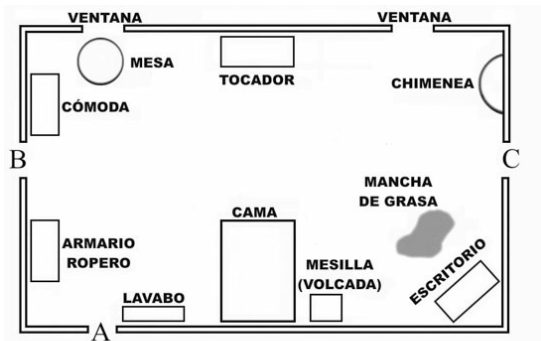 VENTANA
VENTANA
MESA
TOCADOR
CHIMENEA
CÓMODA
B
C
MANCHA
DE GRASA
CAMA
ARMARIO
ROPERO
MESILLA
(VOLCADA)
ESCRITORIO
LAVABO
A